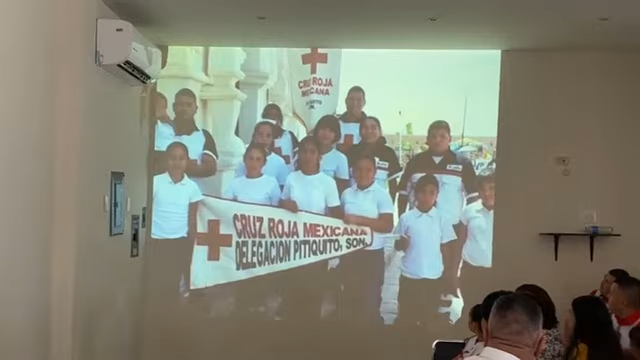 CRUZ ROJA
MEXICANA
CRUZ ROJA MEXICANA
DELEGACION PITIQUITO, SON.